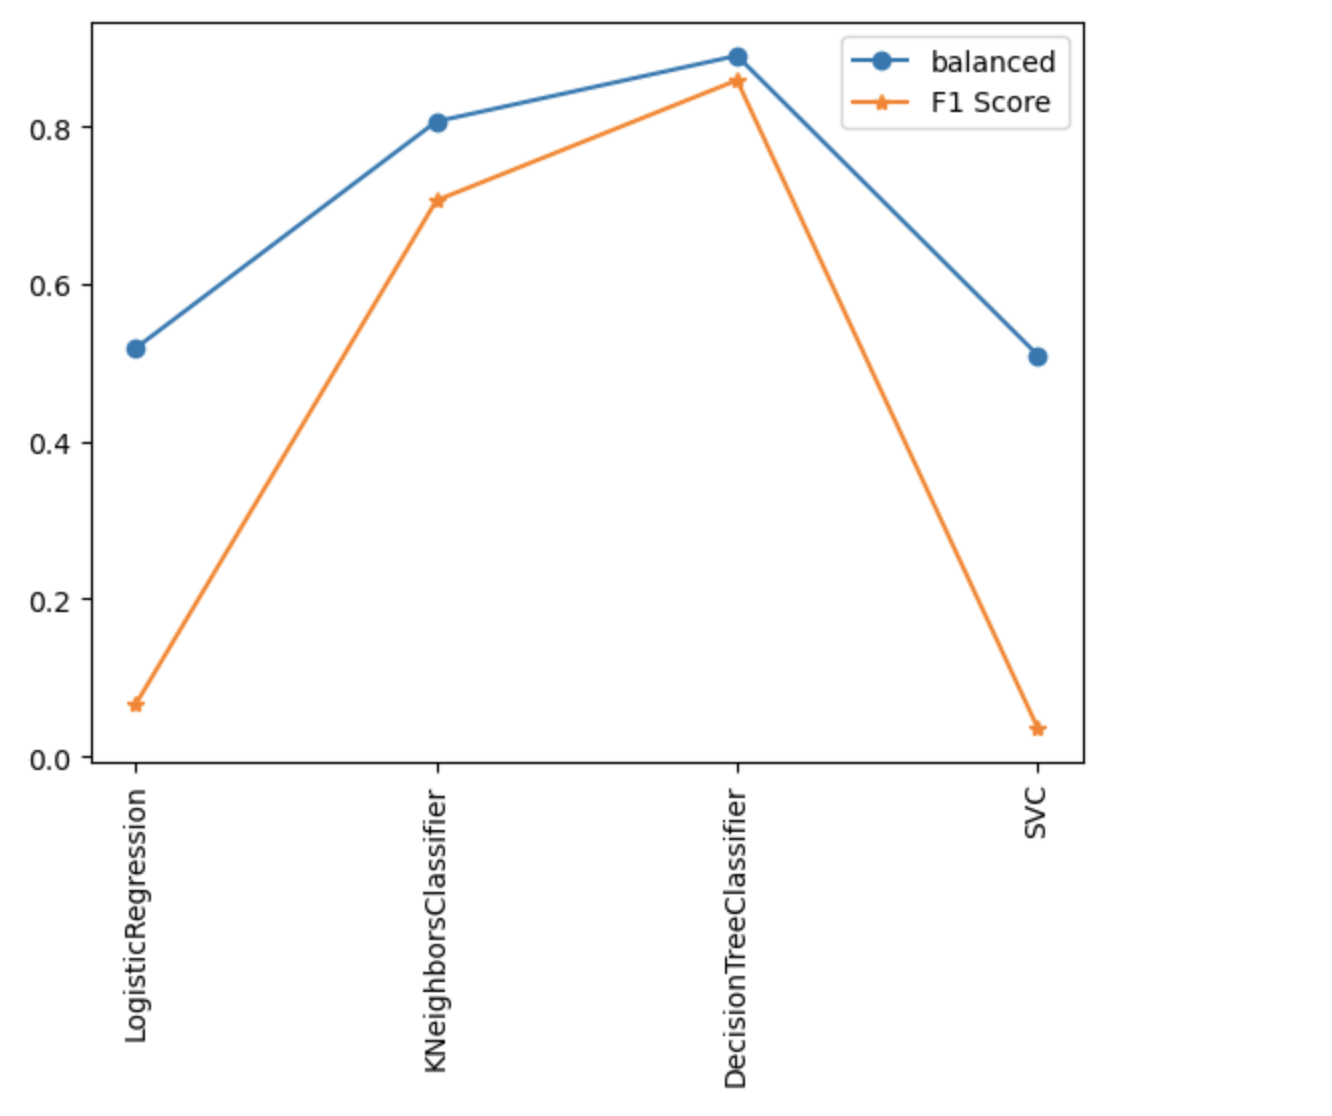 balanced
F1 Score
0.8
0.6
0.4
0.2
0.0
LogisticRegression
KNeighborsClassifier
DecisionTreeClassifier
SVC